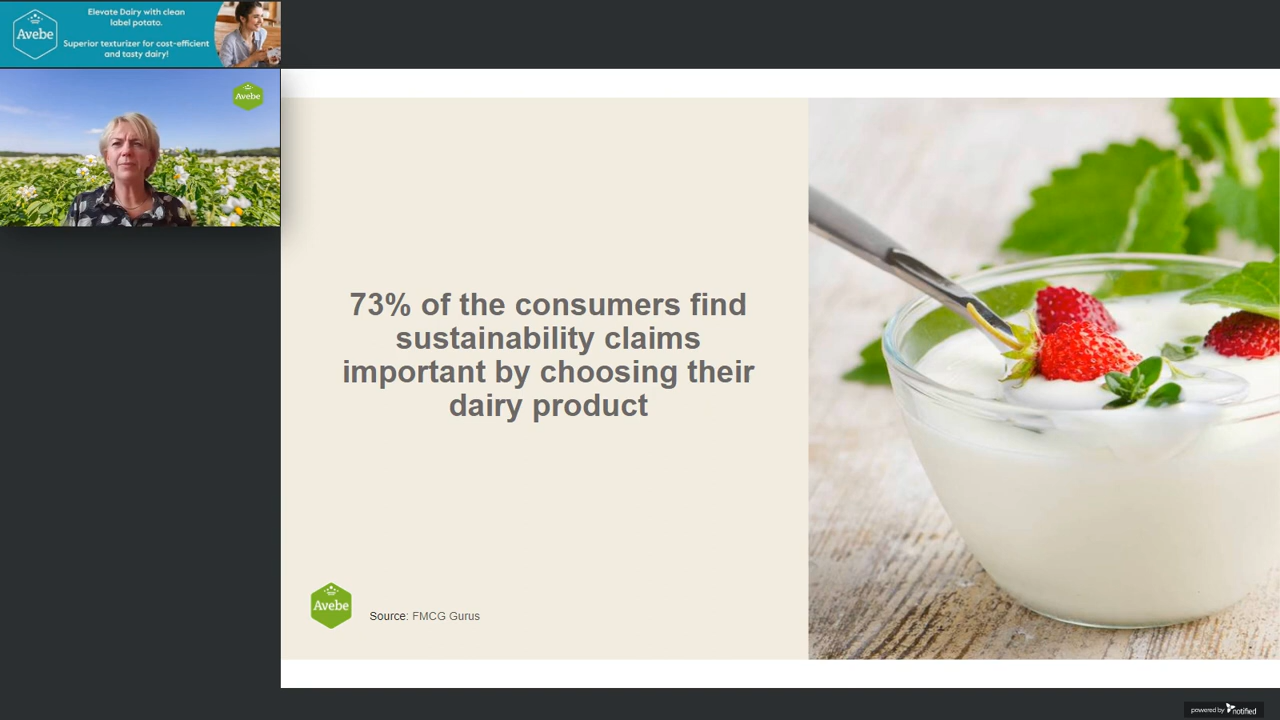 Avebe
Elevate Dairy with clean
label potato.
Superior texturizer for cost-efficient
and tasty dairy!
Avebe
73% of the consumers find
sustainability claims
important by choosing their
dairy product
Avebe
Source: FMCG Gurus
powered by notified